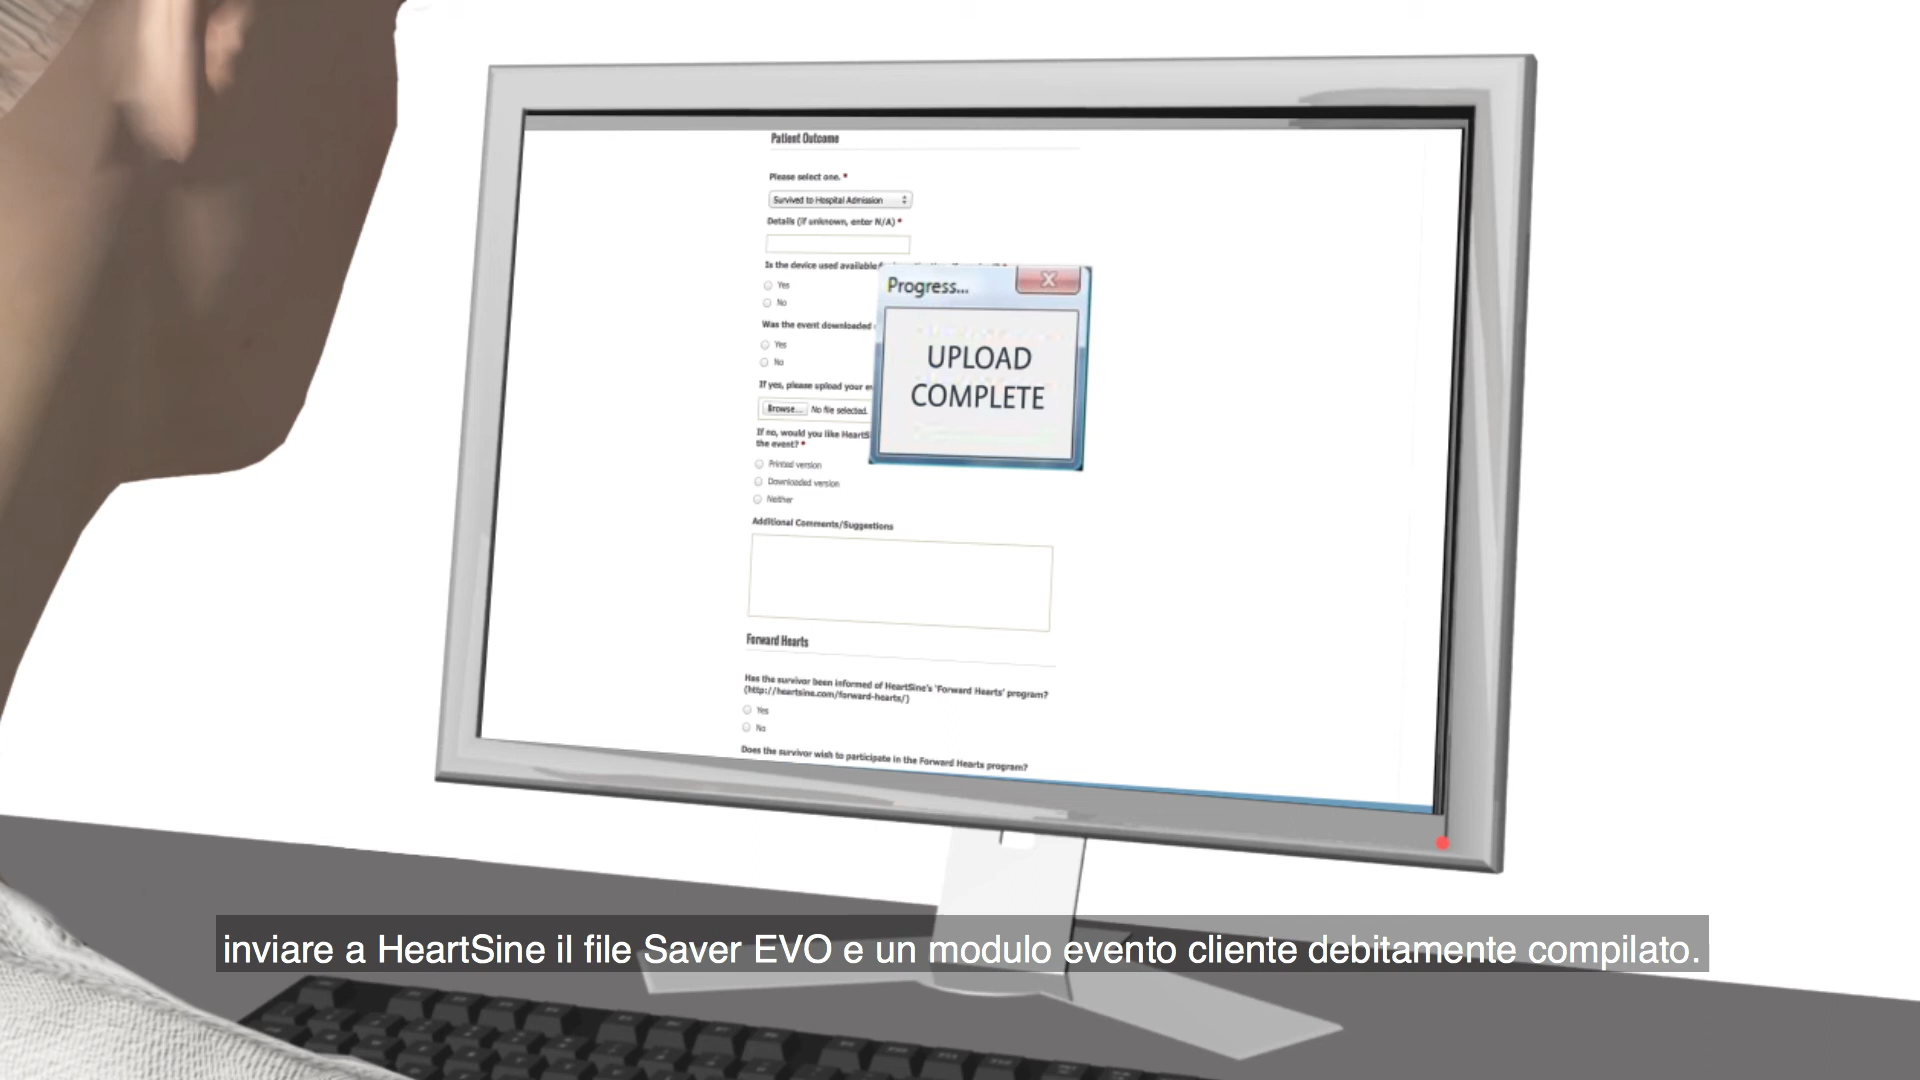 Patient Outcome
Please select one. *
Survived to Hospital Admission
Details (if unknown, enter N/A) *
Is the device used available
Progress...
X
Yes
No
UPLOAD
COMPLETE
Was the event downloaded
Yes
No
If yes, please upload your
Browse... No file selected.
If no, would you like HeartS
the event? *
Printed version
Downloaded version
Neither
Additional Comments/Suggestions
Forward Hearts
Has the survivor been informed of HeartSine's 'Forward Hearts' program?
(http://heartsine.com/forward-hearts/)
Yes
No
Does the survivor wish to participate in the Forward Hearts program?
inviare a HeartSine il file Saver EVO e un modulo evento cliente debitamente compilato.